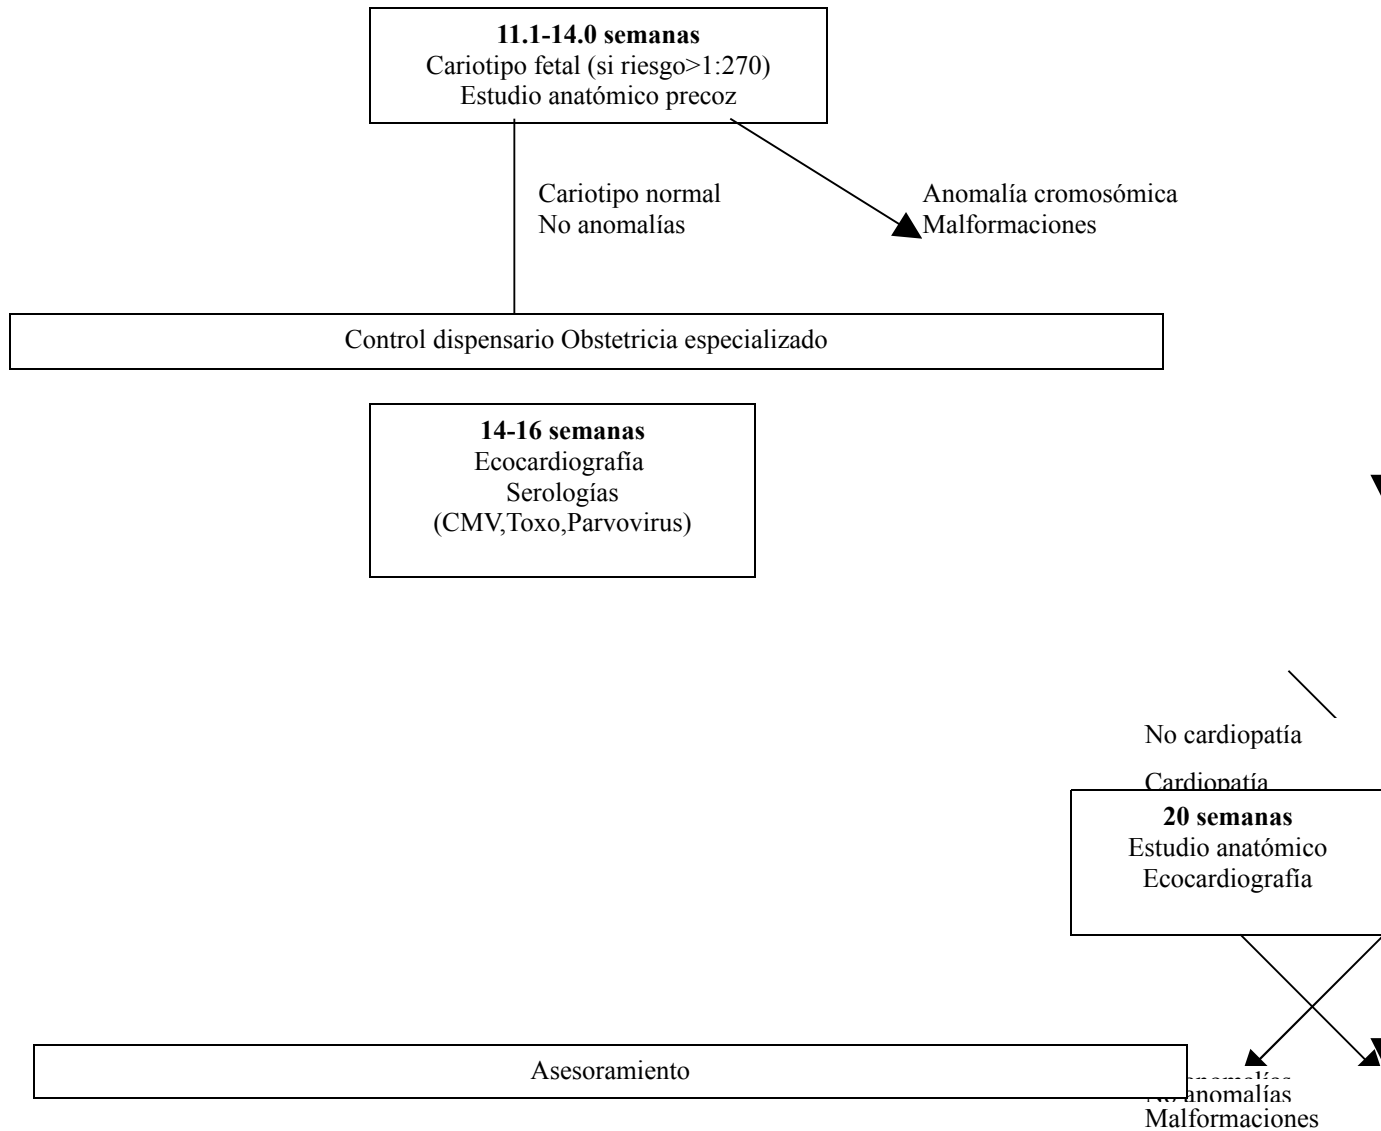 11.1-14.0 semanas
Cariotipo fetal (si riesgo>1:270)
Estudio anatómico precoz
Cariotipo normal
No anomalías
Anomalía cromosómica
Malformaciones
Control dispensario Obstetricia especializado
14-16 semanas
Ecocardiografía
Serologías
(CMV,Toxo,Parvovirus)
No cardiopatía
Cardiopatía
20 semanas
Estudio anatómico
Ecocardiografía
Asesoramiento
No anomalías
Malformaciones